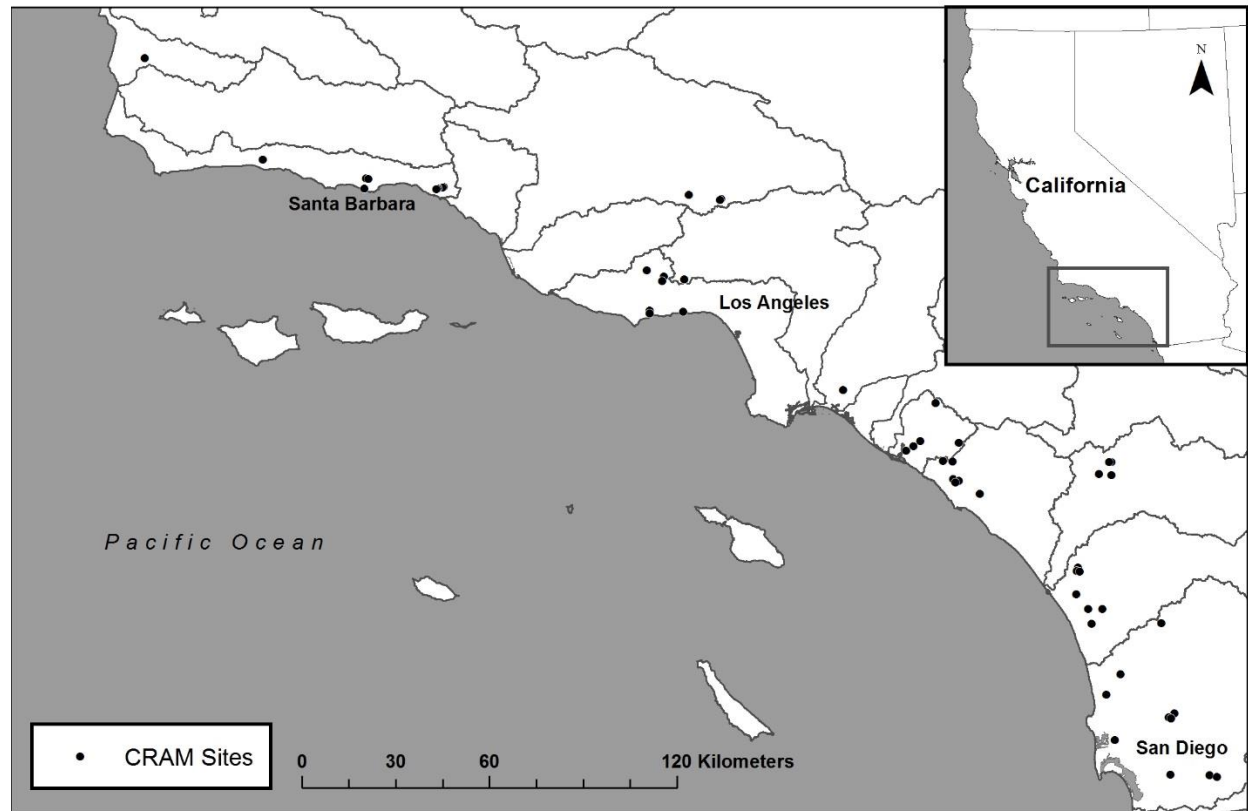 N
California
Santa Barbara
Los Angeles
Pacific Ocean
San Diego
CRAM Sites
0 30 60 120 Kilometers